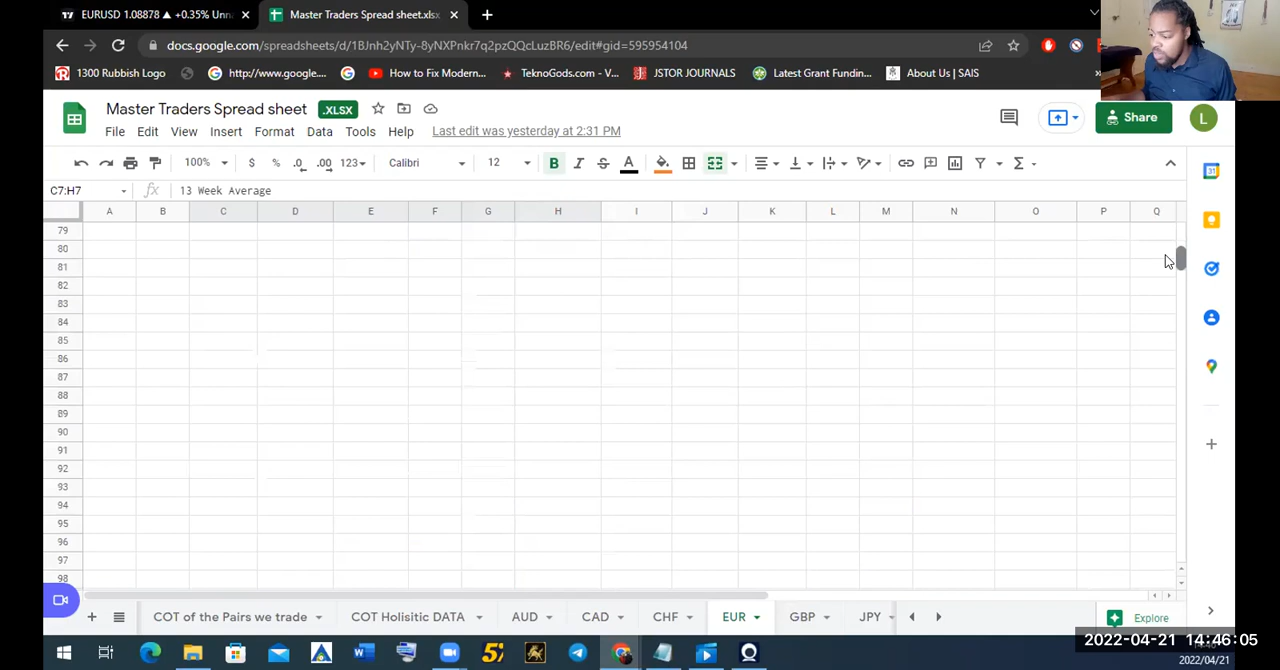 EURUSD 1.08878 ▲ +0.35% Unn
Master Traders Spread sheet.xlsx
docs.google.com/spreadsheets/d/1BJnh2yNTy-8yNXPnkr7q2pzQQcLuzBR6/edit#gid=595954104
1300 Rubbish Logo
http://www.google....
How to Fix Modern...
TeknoGods.com - V...
JSTOR JOURNALS
Latest Grant Fundin...
About Us | SAIS
»
Master Traders Spread sheet .XLSX
File Edit View Insert Format Data Tools Help Last edit was yesterday at 2:31 PM
Share
L
100% $ % .0 .00 123 Calibri 12 B I S A Σ
C7:H7 fx 13 Week Average
A B C D E F G H I J K L M N O P Q
79
80
81
82
83
84
85
86
87
88
89
90
91
92
93
94
95
96
97
98
+ COT of the Pairs we trade COT Holisitic DATA AUD CAD CHF EUR GBP JPY Explore
2022-04-21 14:46:05
2022/04/21